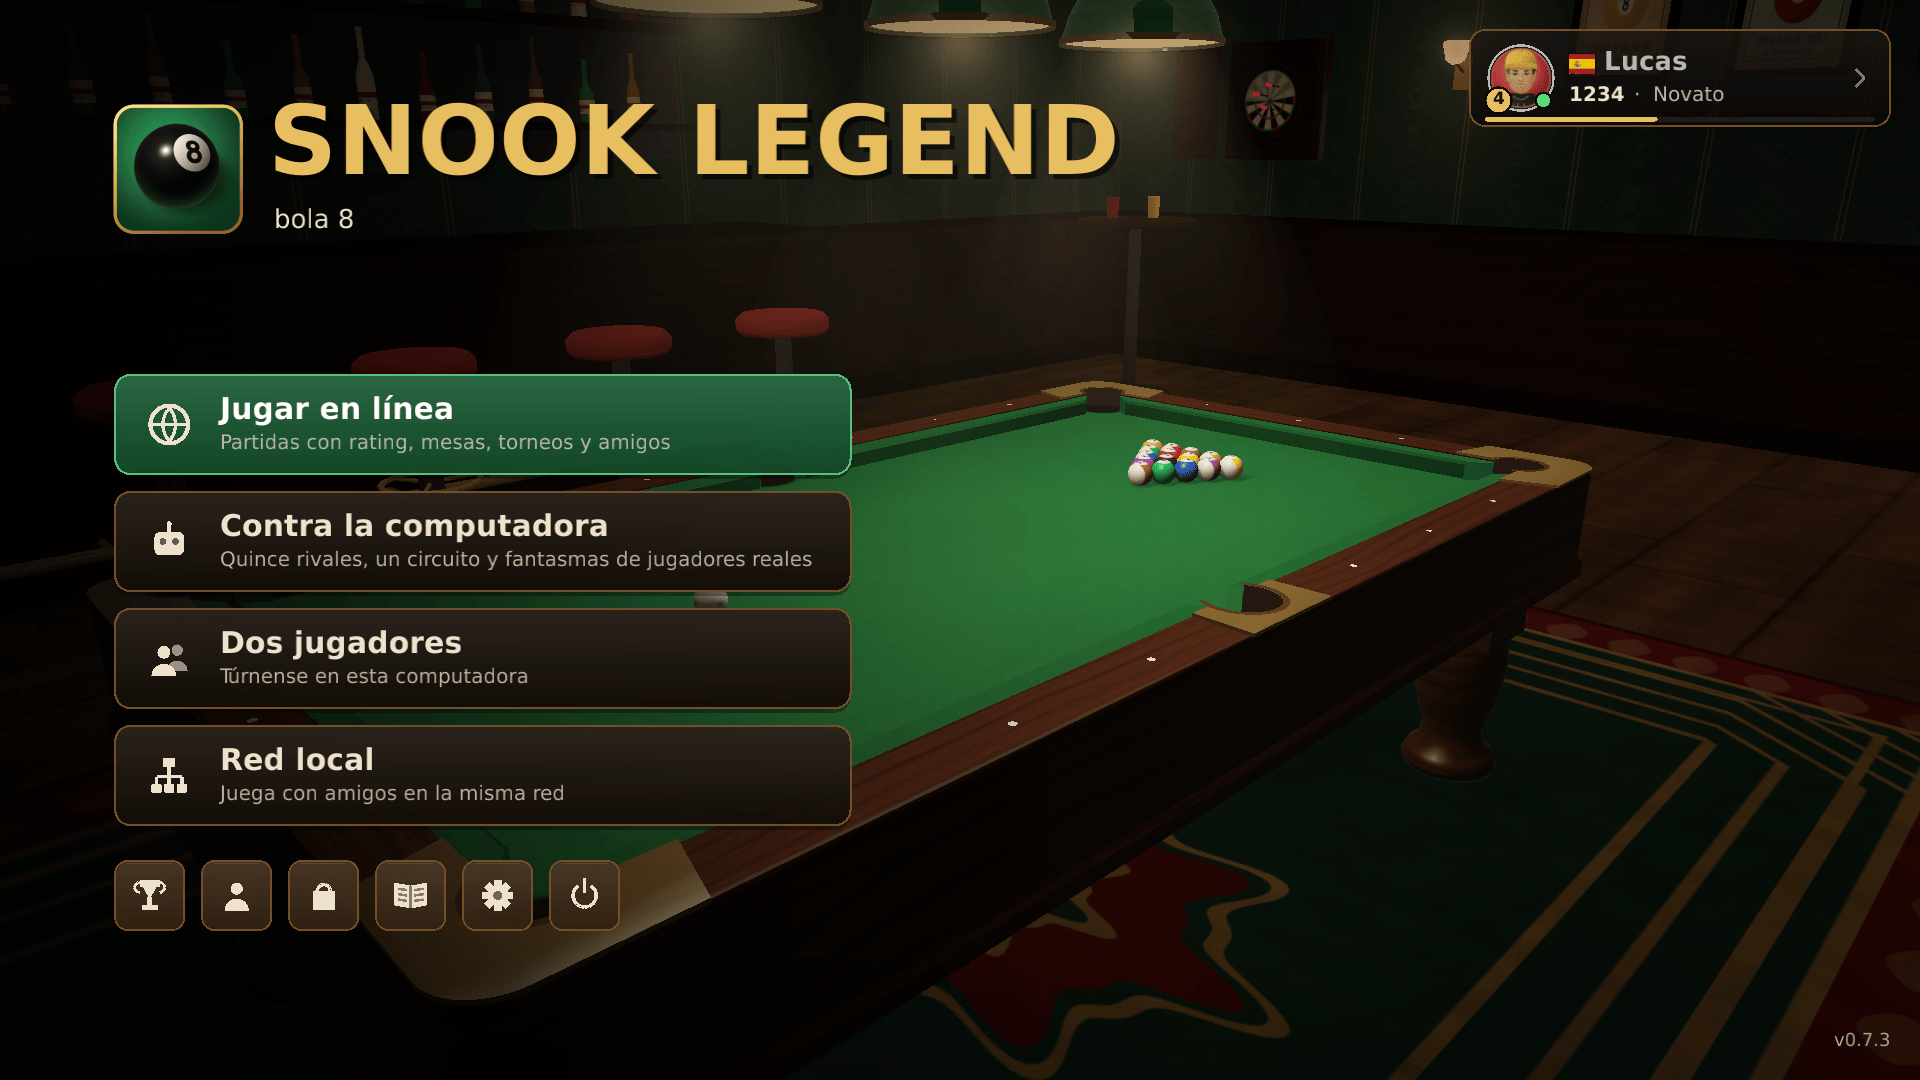 8
SNOOK LEGEND
bola 8
Lucas
4
1234 · Novato
Jugar en línea
Partidas con rating, mesas, torneos y amigos
Contra la computadora
Quince rivales, un circuito y fantasmas de jugadores reales
Dos jugadores
Túrnense en esta computadora
Red local
Juega con amigos en la misma red
v0.7.3